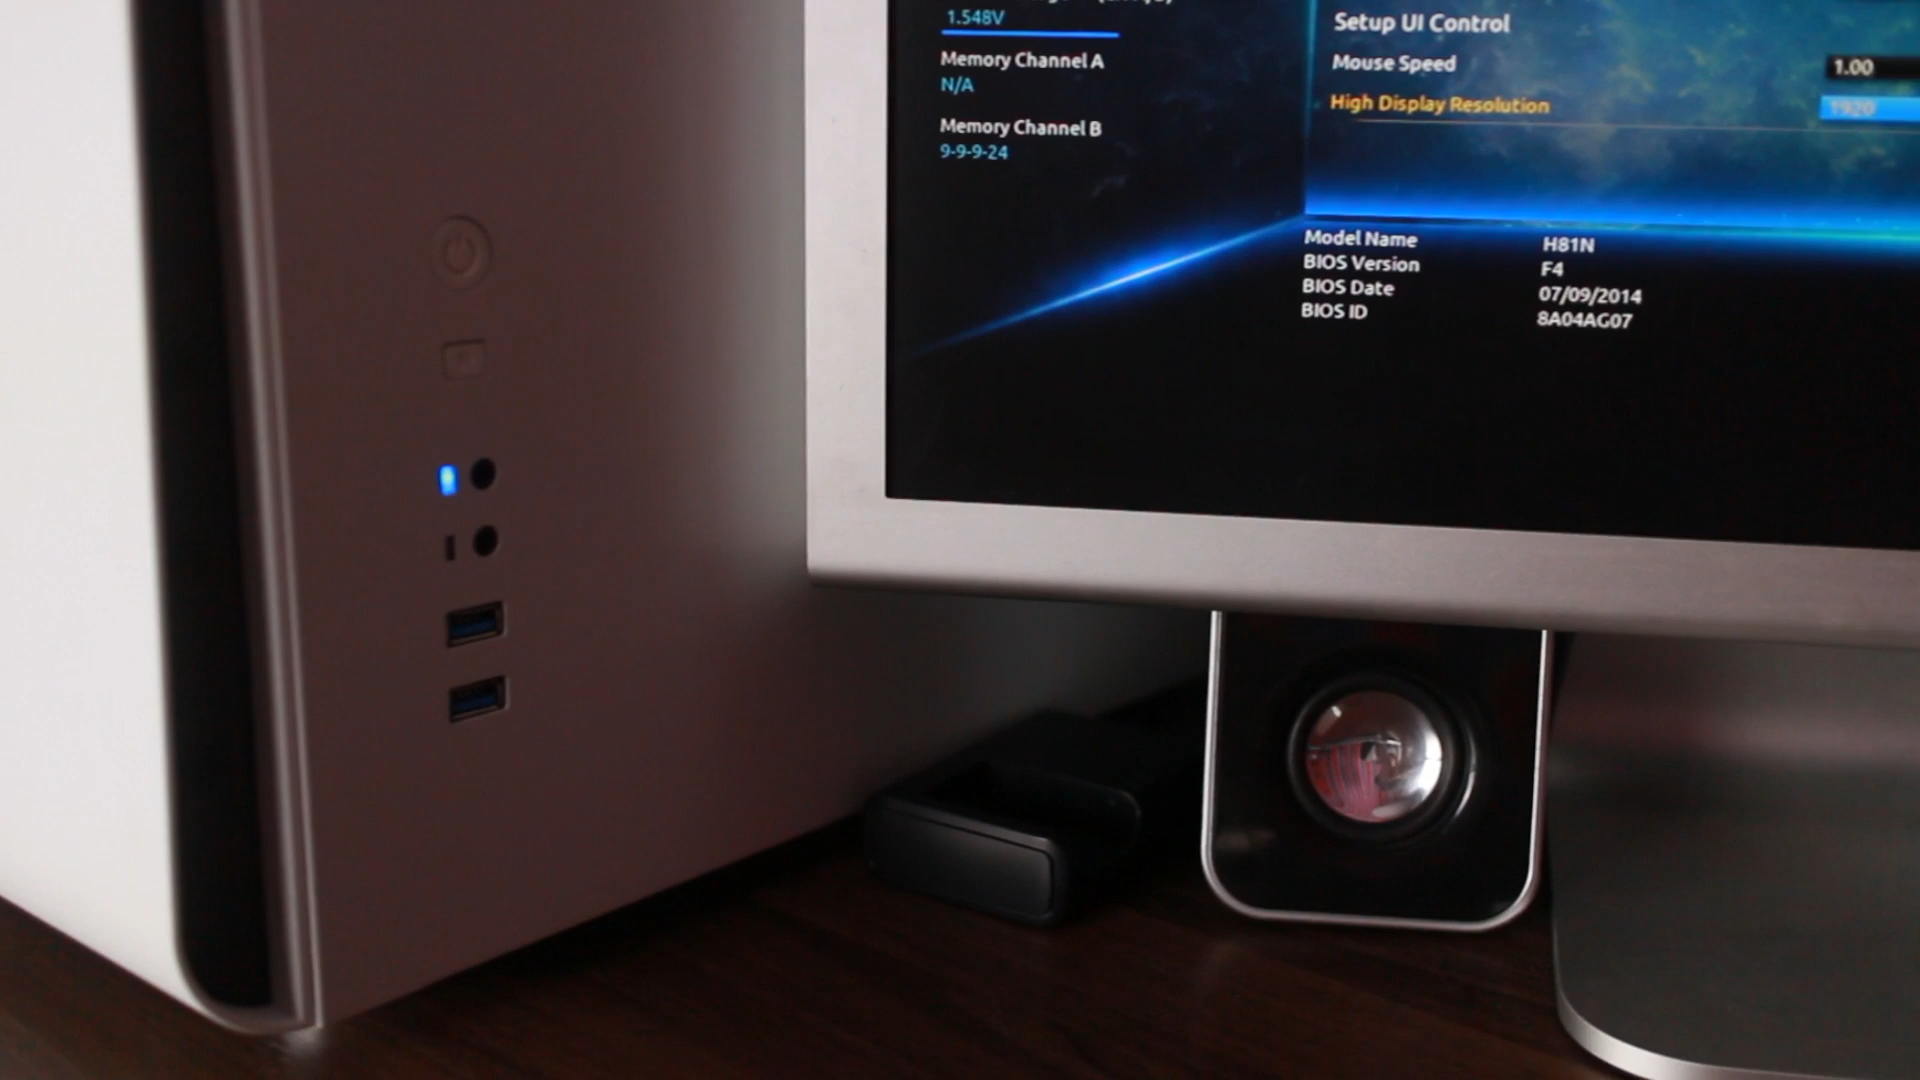 1.548V
Memory Channel A
N/A
Memory Channel B
9-9-9-24
Setup UI Control
Mouse Speed 1.00
High Display Resolution 1920
Model Name H81N
BIOS Version F4
BIOS Date 07/09/2014
BIOS ID 8A04AG07